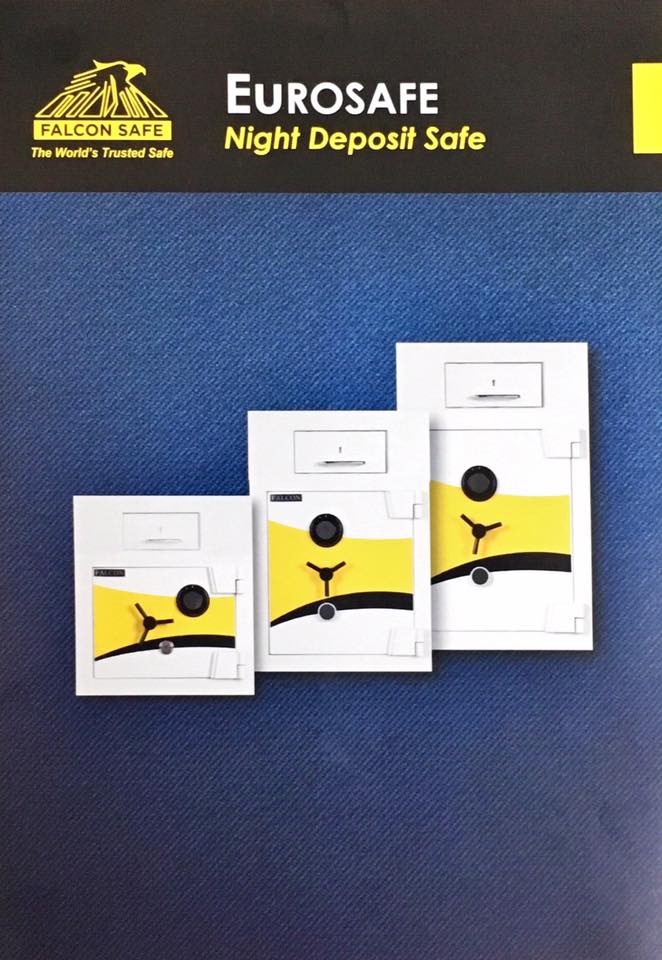 FALCON SAFE
The World's Trusted Safe
EUROSAFE
Night Deposit Safe
FALCON
FALCON